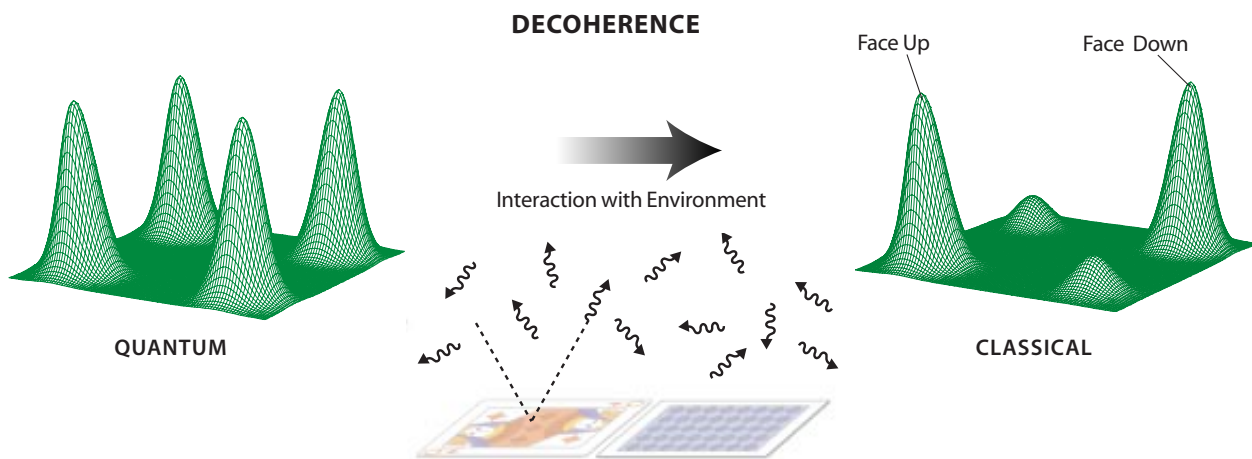 DECOHERENCE
Face Up
Face Down
Interaction with Environment
QUANTUM
CLASSICAL